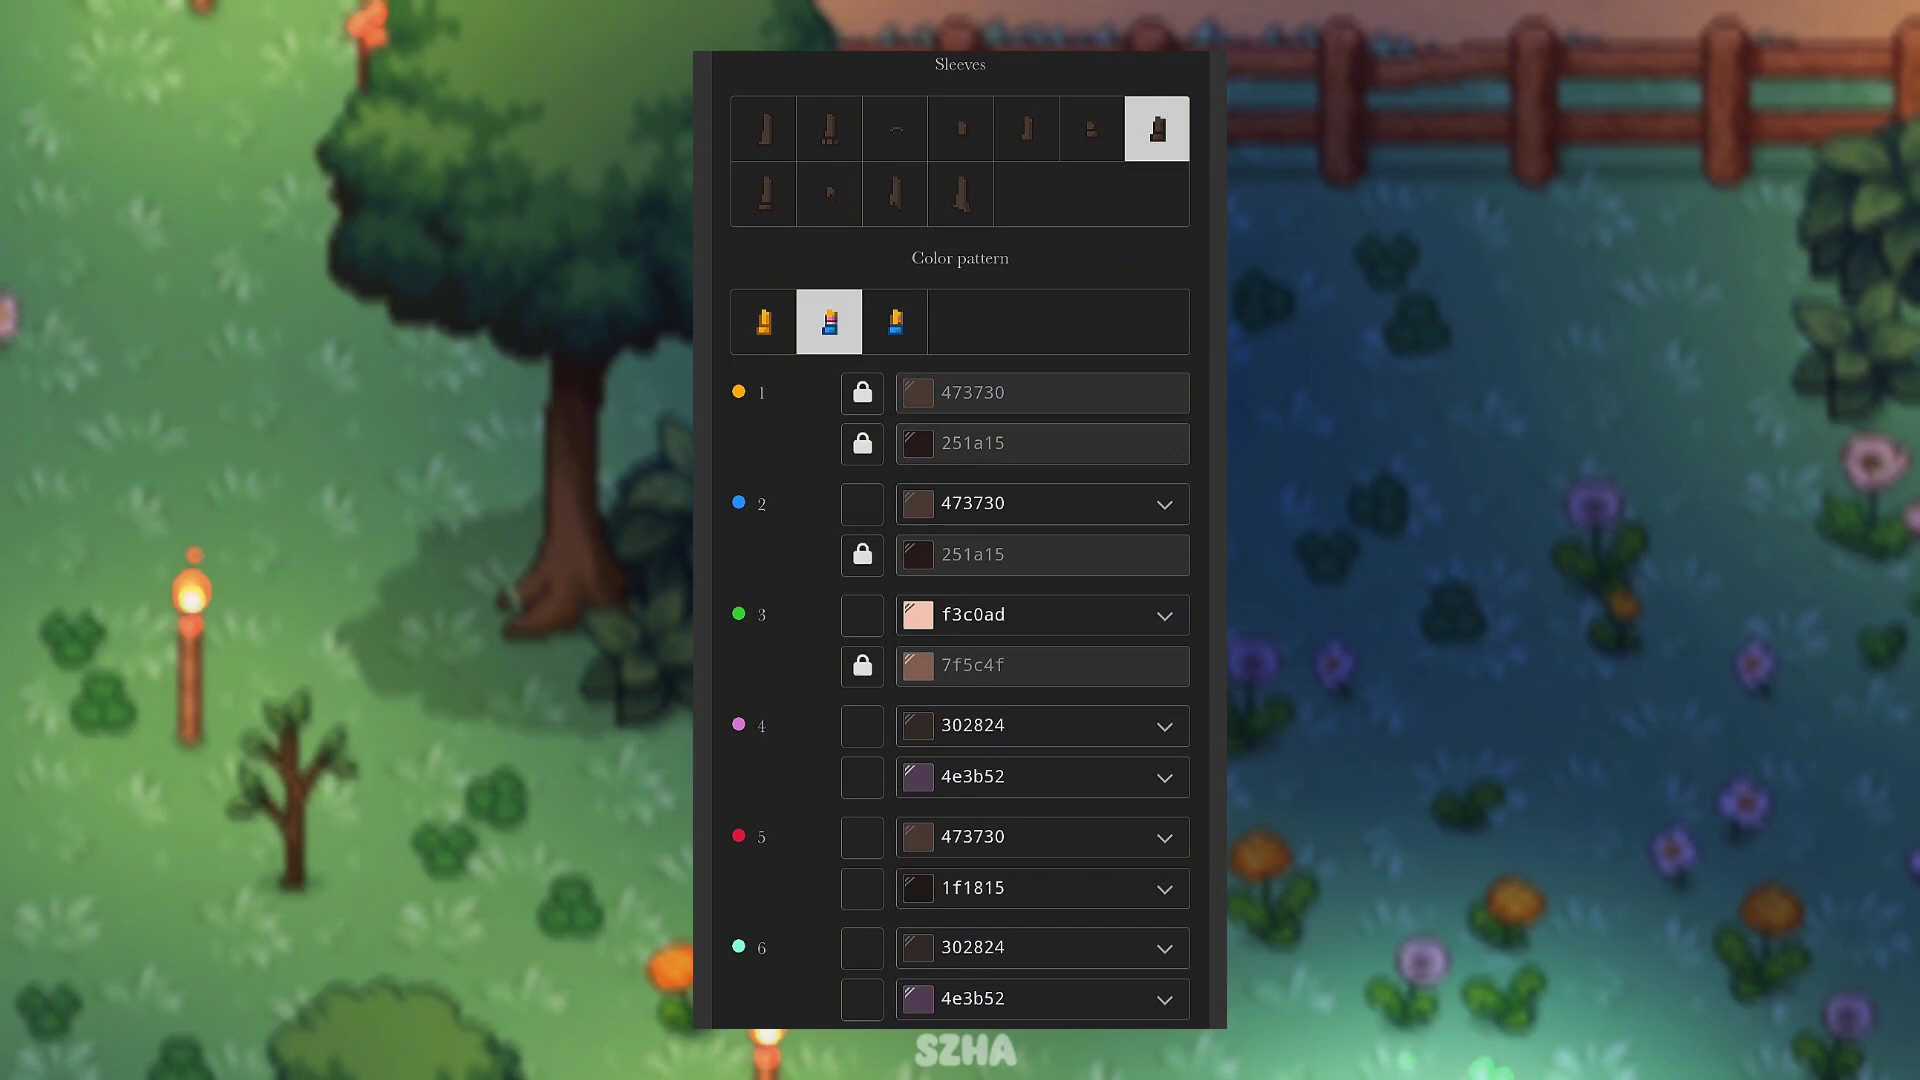 Sleeves
Color pattern
1 473730
251a15
2 473730
251a15
3 f3c0ad
7f5c4f
4 302824
4e3b52
5 473730
1f1815
6 302824
4e3b52
SZHA